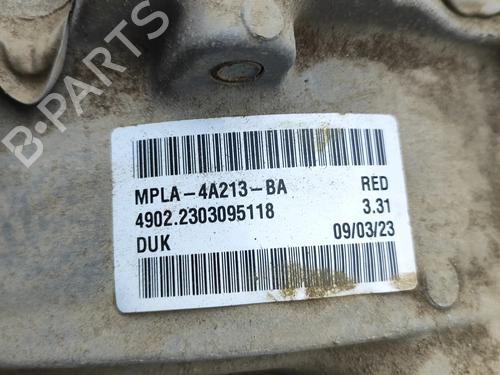 B-PARTS
MPLA-4A213-BA RED
4902.2303095118 3.31
DUK 09/03/23